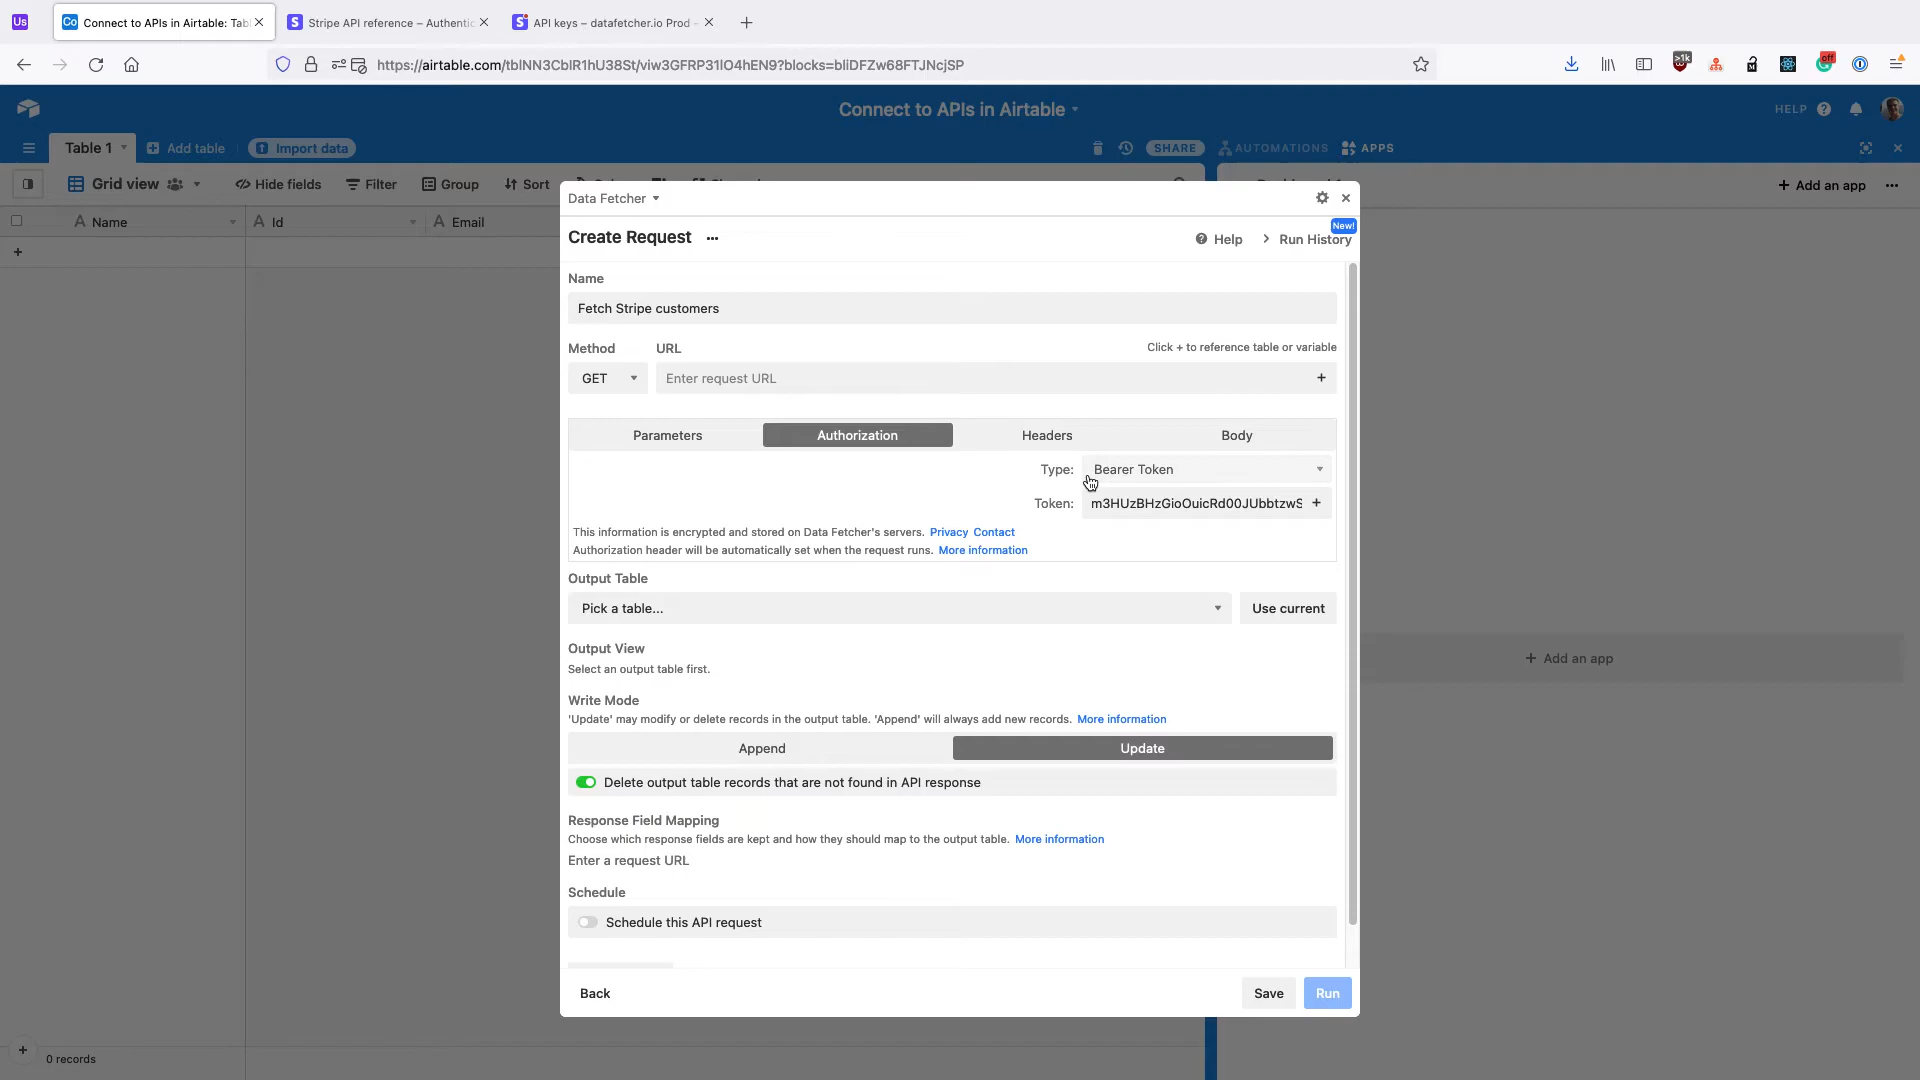 Us
Co
Connect to APIs in Airtable: Tab
S
Stripe API reference – Authentic
S
API keys – datafetcher.io Prod –
https://airtable.com/tblNN3CblR1hU38St/viw3GFRP31lO4hEN9?blocks=bliDFZw68FTJNcjSP
>1k
off
Connect to APIs in Airtable
HELP
Table 1
Add table
Import data
SHARE
AUTOMATIONS
APPS
Grid view
Hide fields
Filter
Group
Sort
Add an app
Name
Id
Email
Data Fetcher
Create Request
New!
Help
Run History
Name
Fetch Stripe customers
Method
URL
Click + to reference table or variable
GET
Enter request URL
Parameters
Authorization
Headers
Body
Type:
Bearer Token
Token:
m3HUzBHzGioOuicRd00JUbbtzwS
This information is encrypted and stored on Data Fetcher's servers. Privacy Contact
Authorization header will be automatically set when the request runs. More information
Output Table
Pick a table...
Use current
Output View
Select an output table first.
Add an app
Write Mode
'Update' may modify or delete records in the output table. 'Append' will always add new records. More information
Append
Update
Delete output table records that are not found in API response
Response Field Mapping
Choose which response fields are kept and how they should map to the output table. More information
Enter a request URL
Schedule
Schedule this API request
Back
Save
Run
0 records